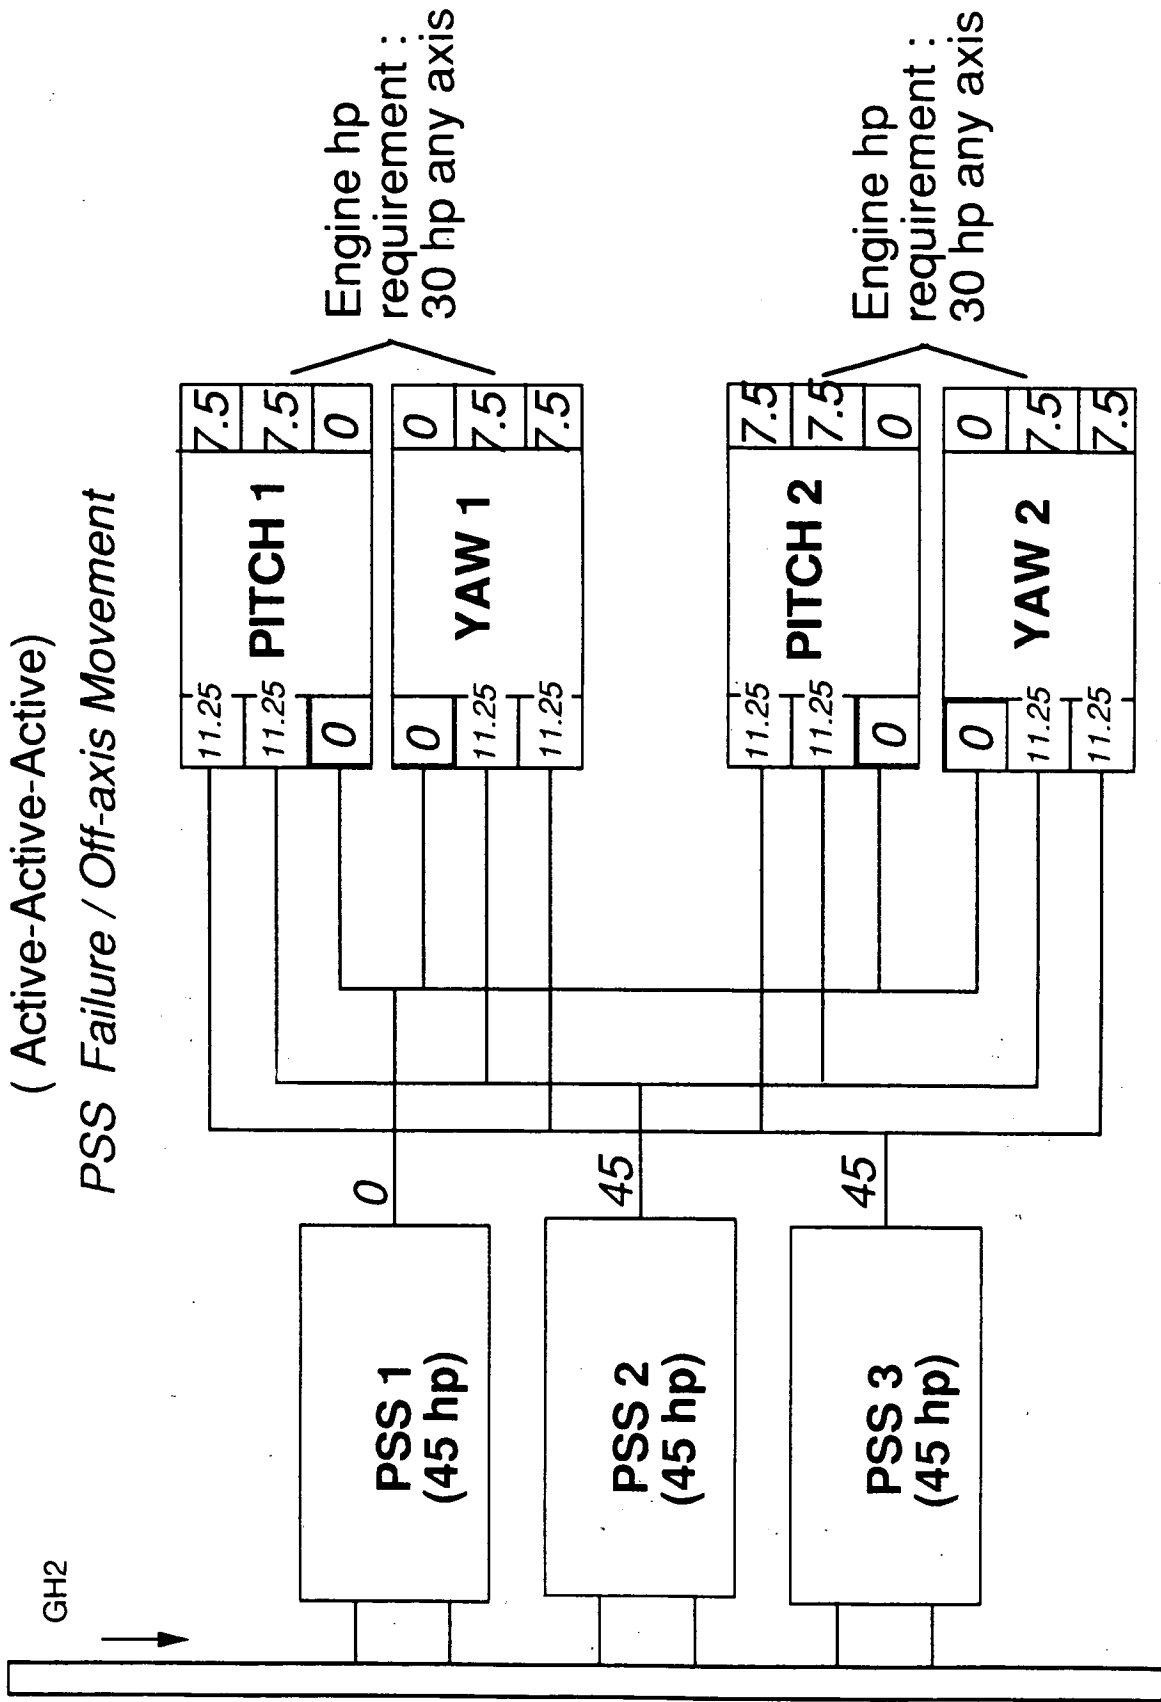 ( Active-Active-Active)
PSS Failure / Off-axis Movement
GH2
PSS 1
(45 hp)
0
PSS 2
(45 hp)
45
PSS 3
(45 hp)
45
11.25
11.25
0
PITCH 1
7.5
7.5
0
0
11.25
11.25
YAW 1
0
7.5
7.5
Engine hp
requirement :
30 hp any axis
11.25
11.25
0
PITCH 2
7.5
7.5
0
0
11.25
11.25
YAW 2
0
7.5
7.5
Engine hp
requirement :
30 hp any axis